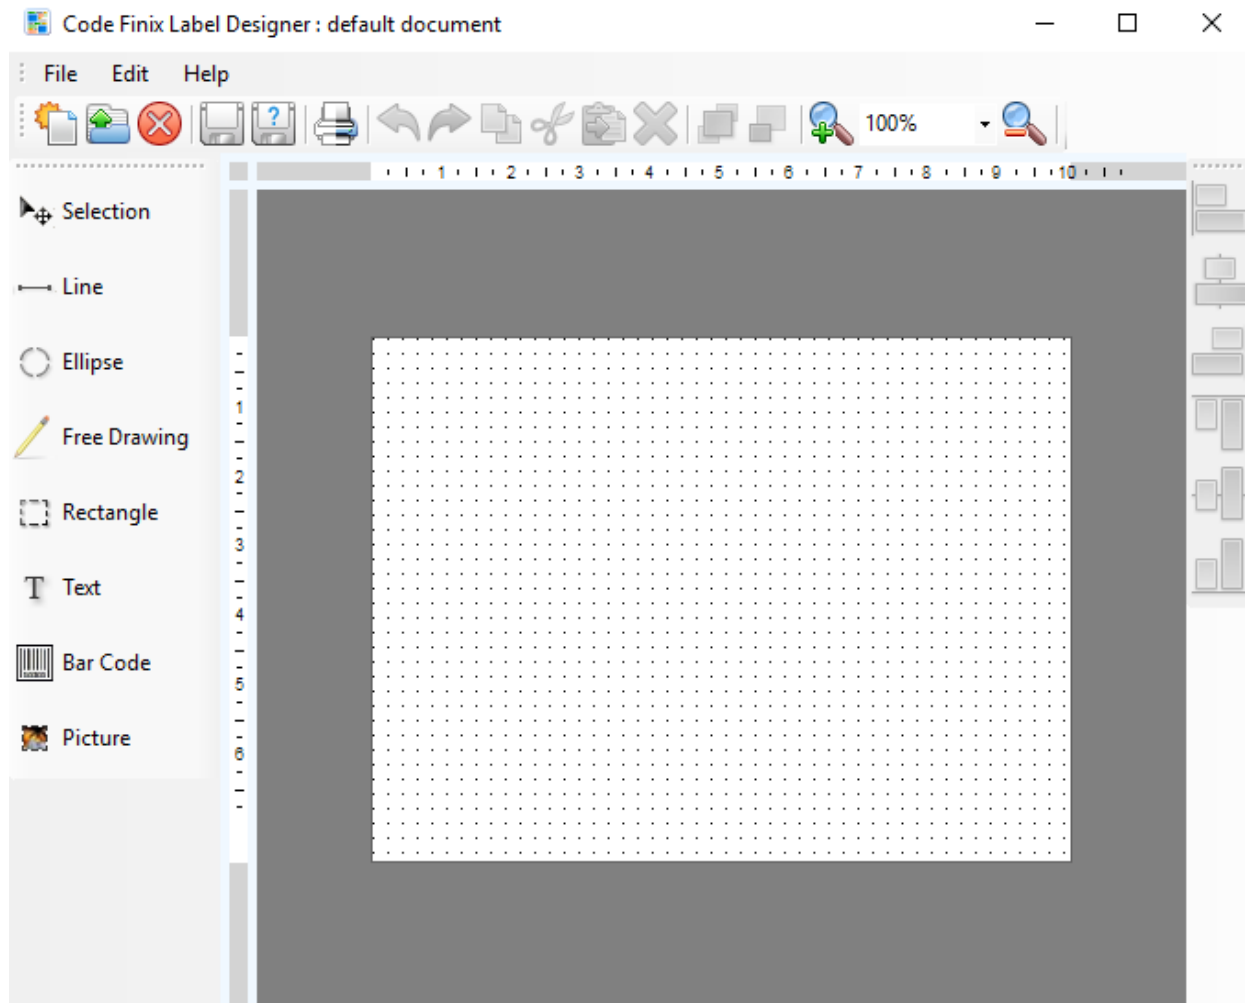 Code Finix Label Designer : default document
File Edit Help
100%
1 2 3 4 5 6 7 8 9 10
Selection
Line
Ellipse
Free Drawing
Rectangle
Text
Bar Code
Picture
1
2
3
4
5
6